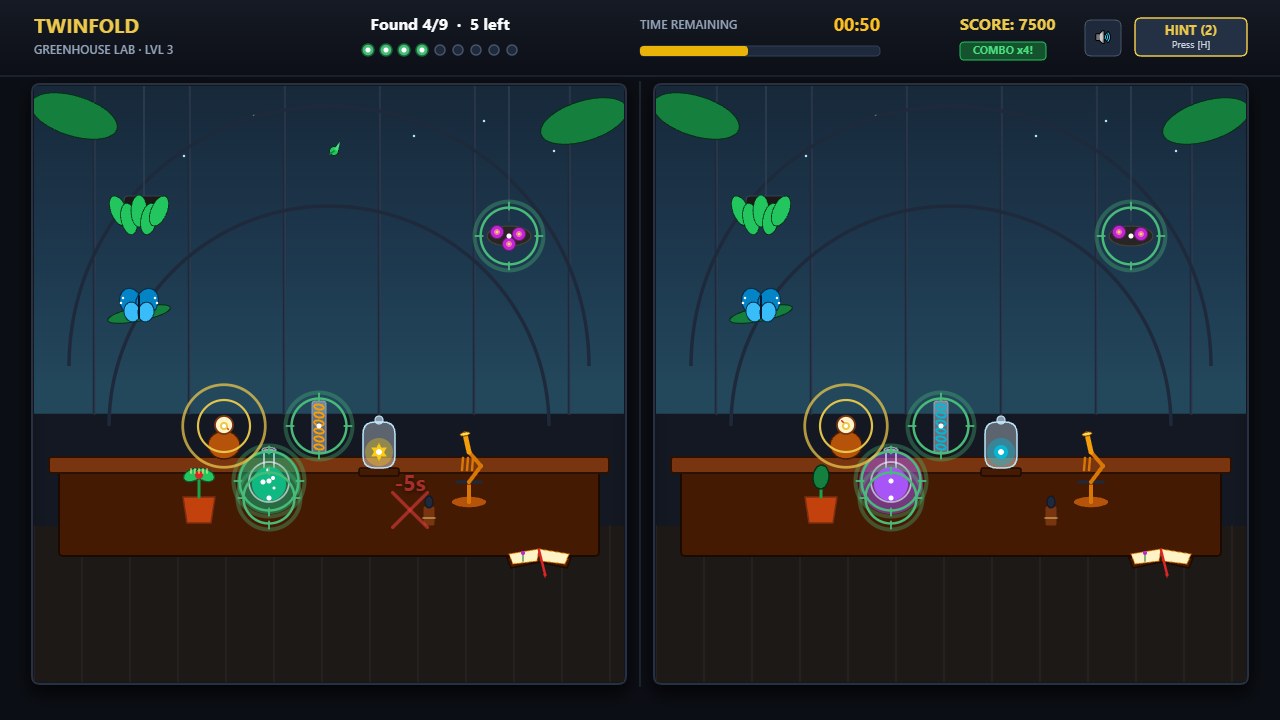 TWINFOLD
GREENHOUSE LAB · LVL 3
Found 4/9 · 5 left
TIME REMAINING
00:50
SCORE: 7500
COMBO x4!
HINT (2)
Press [H]
-5s